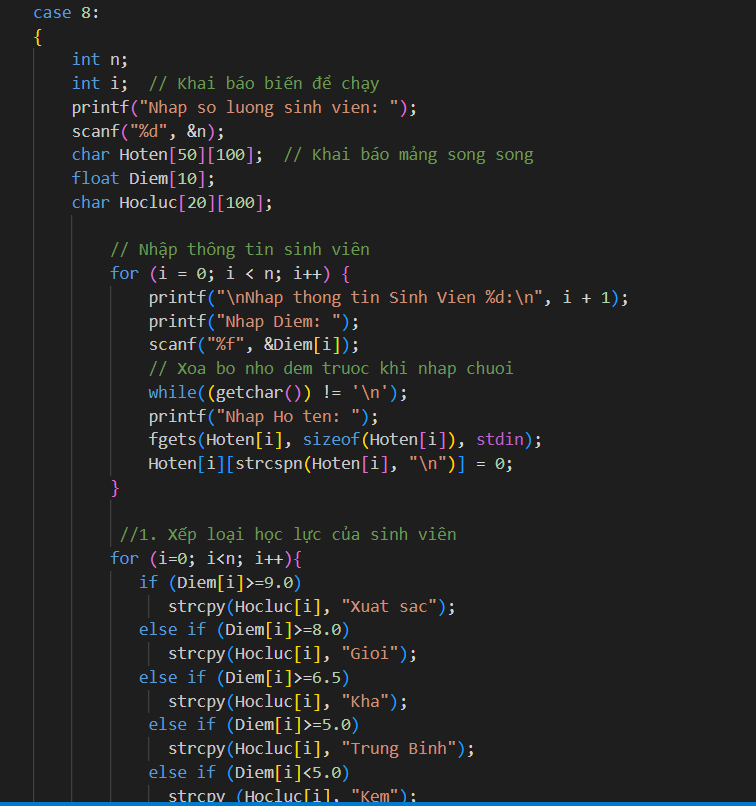 case 8:
{
int n;
int i;  // Khai báo biến để chạy
printf("Nhap so luong sinh vien: ");
scanf("%d", &n);
char Hoten[50][100];  // Khai báo mảng song song
float Diem[10];
char Hocluc[20][100];
// Nhập thông tin sinh viên
for (i = 0; i < n; i++) {
printf("\nNhap thong tin Sinh Vien %d:\n", i + 1);
printf("Nhap Diem: ");
scanf("%f", &Diem[i]);
// Xoa bo nho dem truoc khi nhap chuoi
while((getchar()) != '\n');
printf("Nhap Ho ten: ");
fgets(Hoten[i], sizeof(Hoten[i]), stdin);
Hoten[i][strcspn(Hoten[i], "\n")] = 0;
}
//1. Xếp loại học lực của sinh viên
for (i=0; i<n; i++){
if (Diem[i]>=9.0)
strcpy(Hocluc[i], "Xuat sac");
else if (Diem[i]>=8.0)
strcpy(Hocluc[i], "Gioi");
else if (Diem[i]>=6.5)
strcpy(Hocluc[i], "Kha");
else if (Diem[i]>=5.0)
strcpy(Hocluc[i], "Trung Binh");
else if (Diem[i]<5.0)
strcpy (Hocluc[i], "Kem");